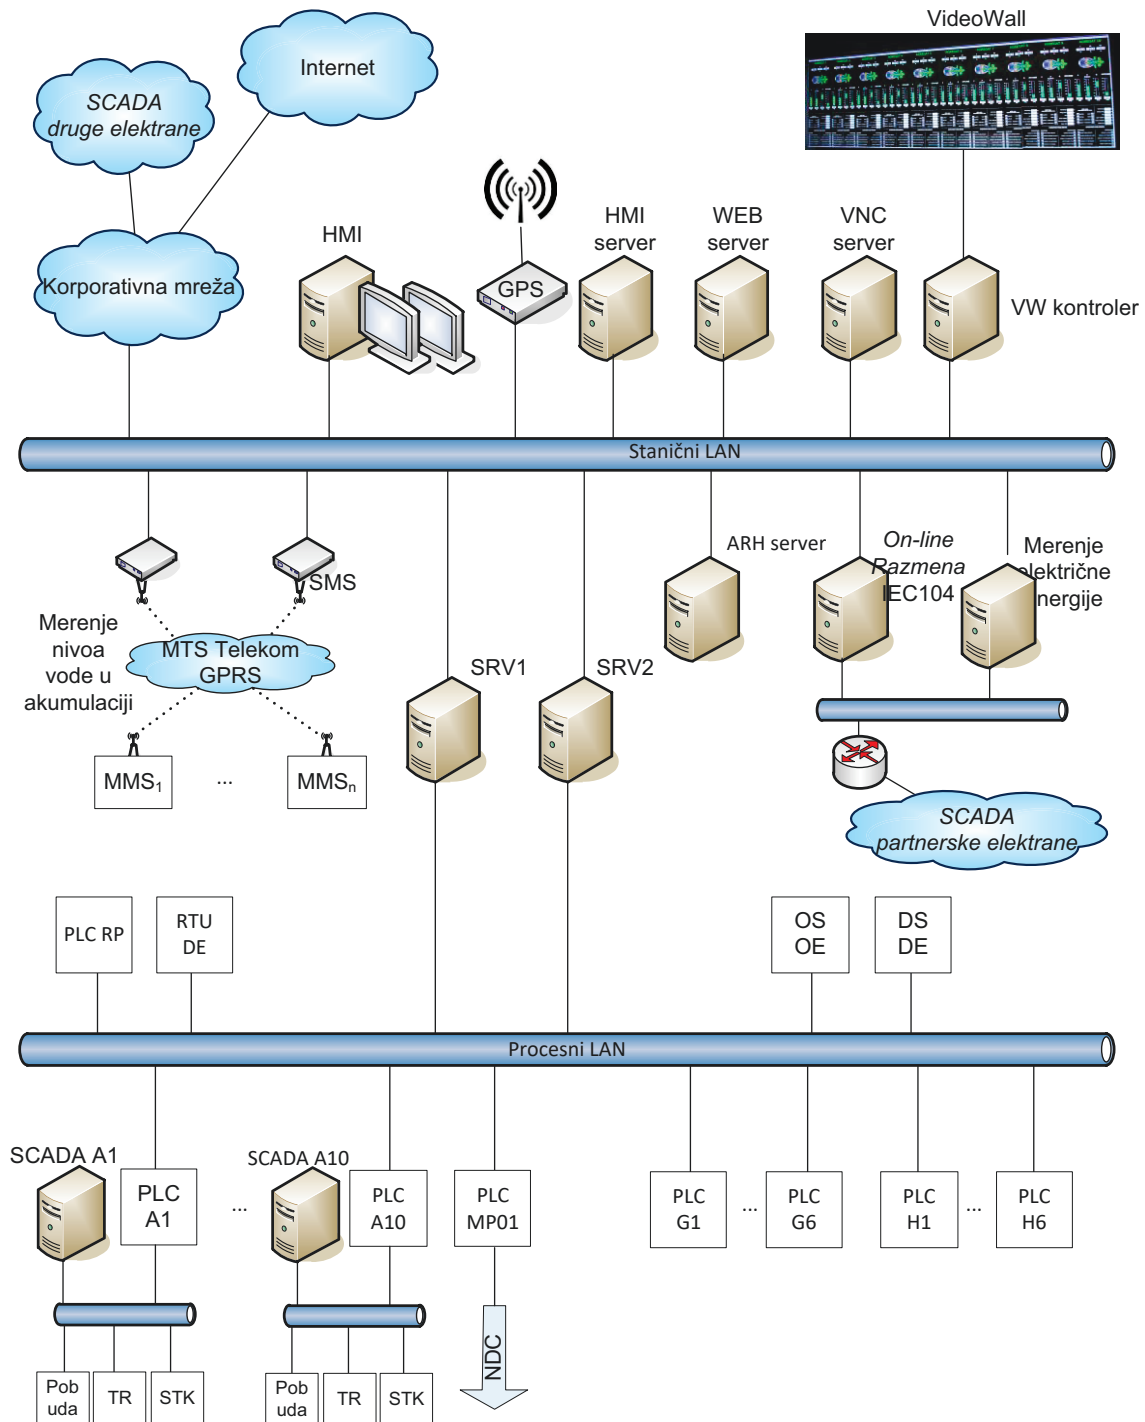 VideoWall
Internet
SCADA
druge elektrane
Korporativna mreža
HMI
GPS
HMI
server
WEB
server
VNC
server
VW kontroler
Stanični LAN
SMS
Merenje
nivoa
vode u
akumulaciji
MTS Telekom
GPRS
MMS1
...
MMSn
SRV1
SRV2
ARH server
On-line
Razmena
IEC104
Merenje
električne
nergije
SCADA
partnerske elektrane
PLC RP
RTU
DE
OS
OE
DS
DE
Procesni LAN
SCADA A1
PLC
A1
...
SCADA A10
PLC
A10
PLC
MP01
PLC
G1
...
PLC
G6
PLC
H1
...
PLC
H6
Pob
uda
TR
STK
Pob
uda
TR
STK
NDC